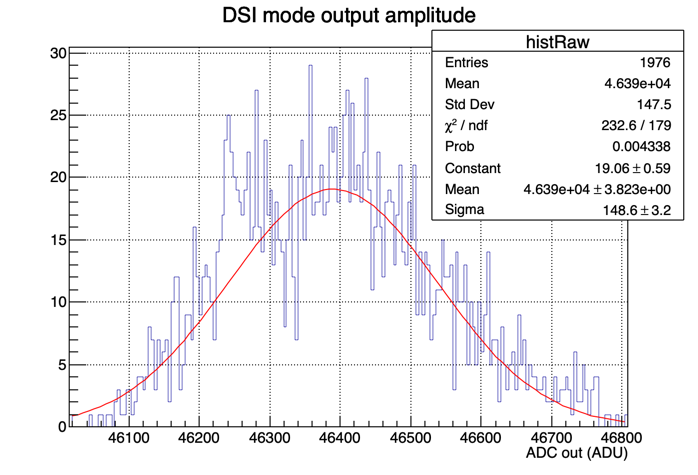 DSI mode output amplitude
histRaw
Entries 1976
Mean 4.639e+04
Std Dev 147.5
χ² / ndf 232.6 / 179
Prob 0.004338
Constant 19.06 ± 0.59
Mean 4.639e+04 ± 3.823e+00
Sigma 148.6 ± 3.2
30
25
20
15
10
5
0
46100 46200 46300 46400 46500 46600 46700 46800
ADC out (ADU)